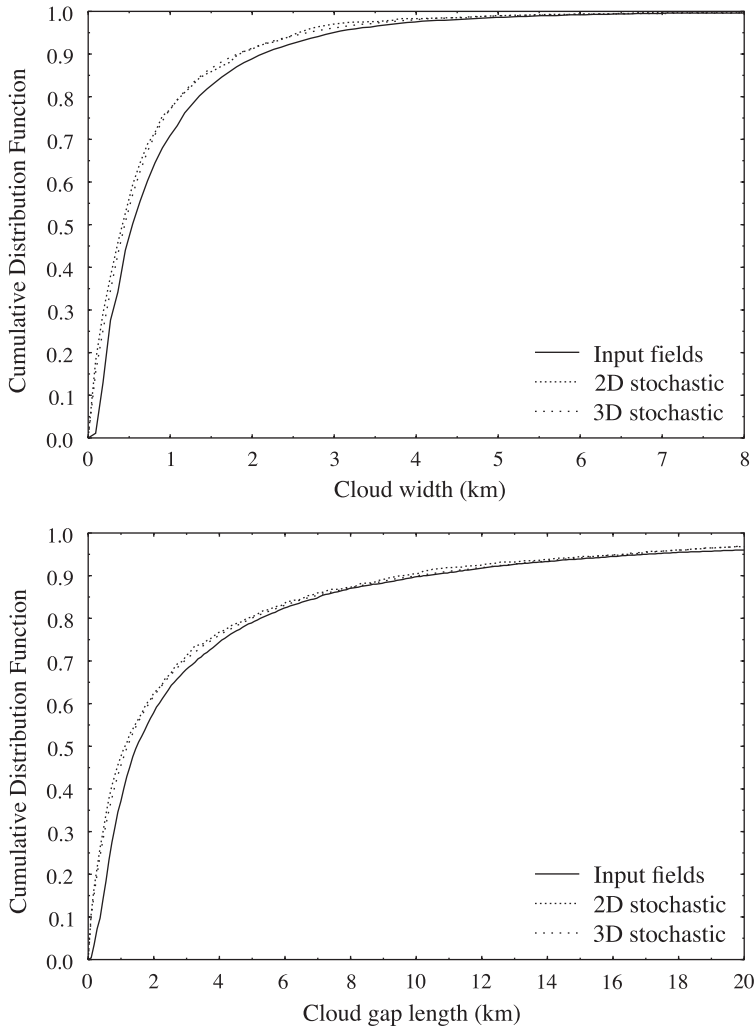 Cumulative Distribution Function
1.0
0.9
0.8
0.7
0.6
0.5
0.4
0.3
0.2
0.1
0.0
Input fields
2D stochastic
3D stochastic
0 1 2 3 4 5 6 7 8
Cloud width (km)
Cumulative Distribution Function
1.0
0.9
0.8
0.7
0.6
0.5
0.4
0.3
0.2
0.1
0.0
Input fields
2D stochastic
3D stochastic
0 2 4 6 8 10 12 14 16 18 20
Cloud gap length (km)